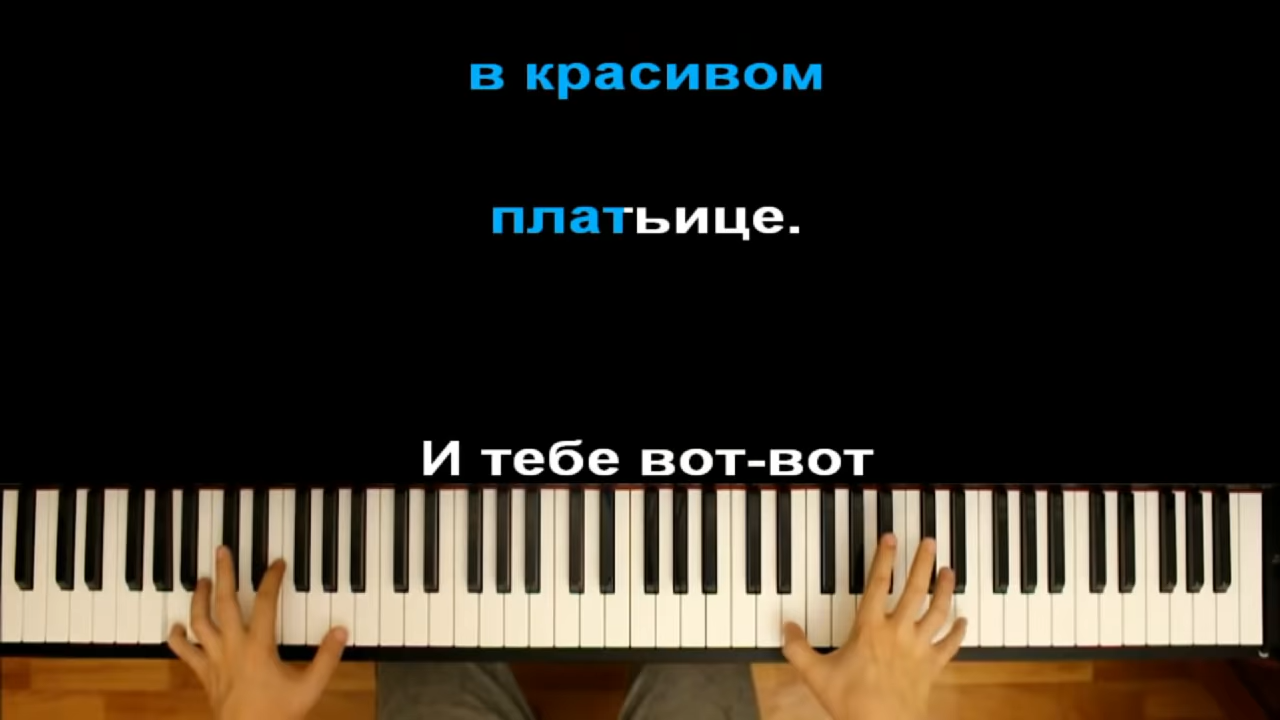 в красивом
платьице.
И тебе вот-вот